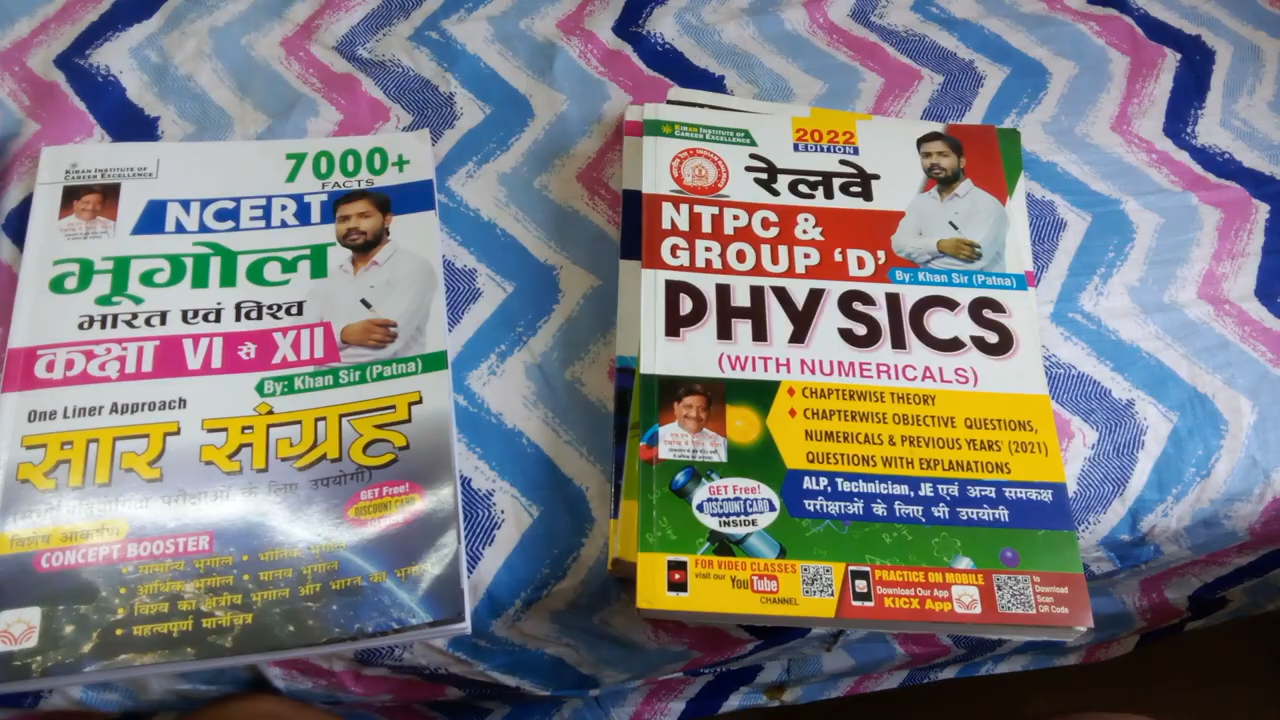 KIRAN INSTITUTE OF
CAREER EXCELLENCE
7000+
FACTS
NCERT
भूगोल
भारत एवं विश्व
कक्षा VI से XII
By: Khan Sir (Patna)
One Liner Approach
सार संग्रह
परीक्षाओं के लिए उपयोगी)
GET Free!
DISCOUNT CARD
विशेष आकर्षण
CONCEPT BOOSTER
• सामान्य भूगोल • भौतिक भूगोल
• आर्थिक भूगोल • मानव भूगोल
• विश्व का क्षेत्रीय भूगोल और भारत का भूगोल
• महत्वपूर्ण मानचित्र
KIRAN INSTITUTE OF
CAREER EXCELLENCE
2022
EDITION
INDIAN RAILWAYS
रेलवे
NTPC &
GROUP ‘D’
By: Khan Sir (Patna)
PHYSICS
(WITH NUMERICALS)
♦ CHAPTERWISE THEORY
♦ CHAPTERWISE OBJECTIVE QUESTIONS,
NUMERICALS & PREVIOUS YEARS' (2021)
QUESTIONS WITH EXPLANATIONS
ALP, Technician, JE एवं अन्य समकक्ष
परीक्षाओं के लिए भी उपयोगी
GET Free!
DISCOUNT CARD
INSIDE
FOR VIDEO CLASSES
visit our YouTube
CHANNEL
PRACTICE ON MOBILE
Download Our App
KICX App
to
Download
Scan
QR Code